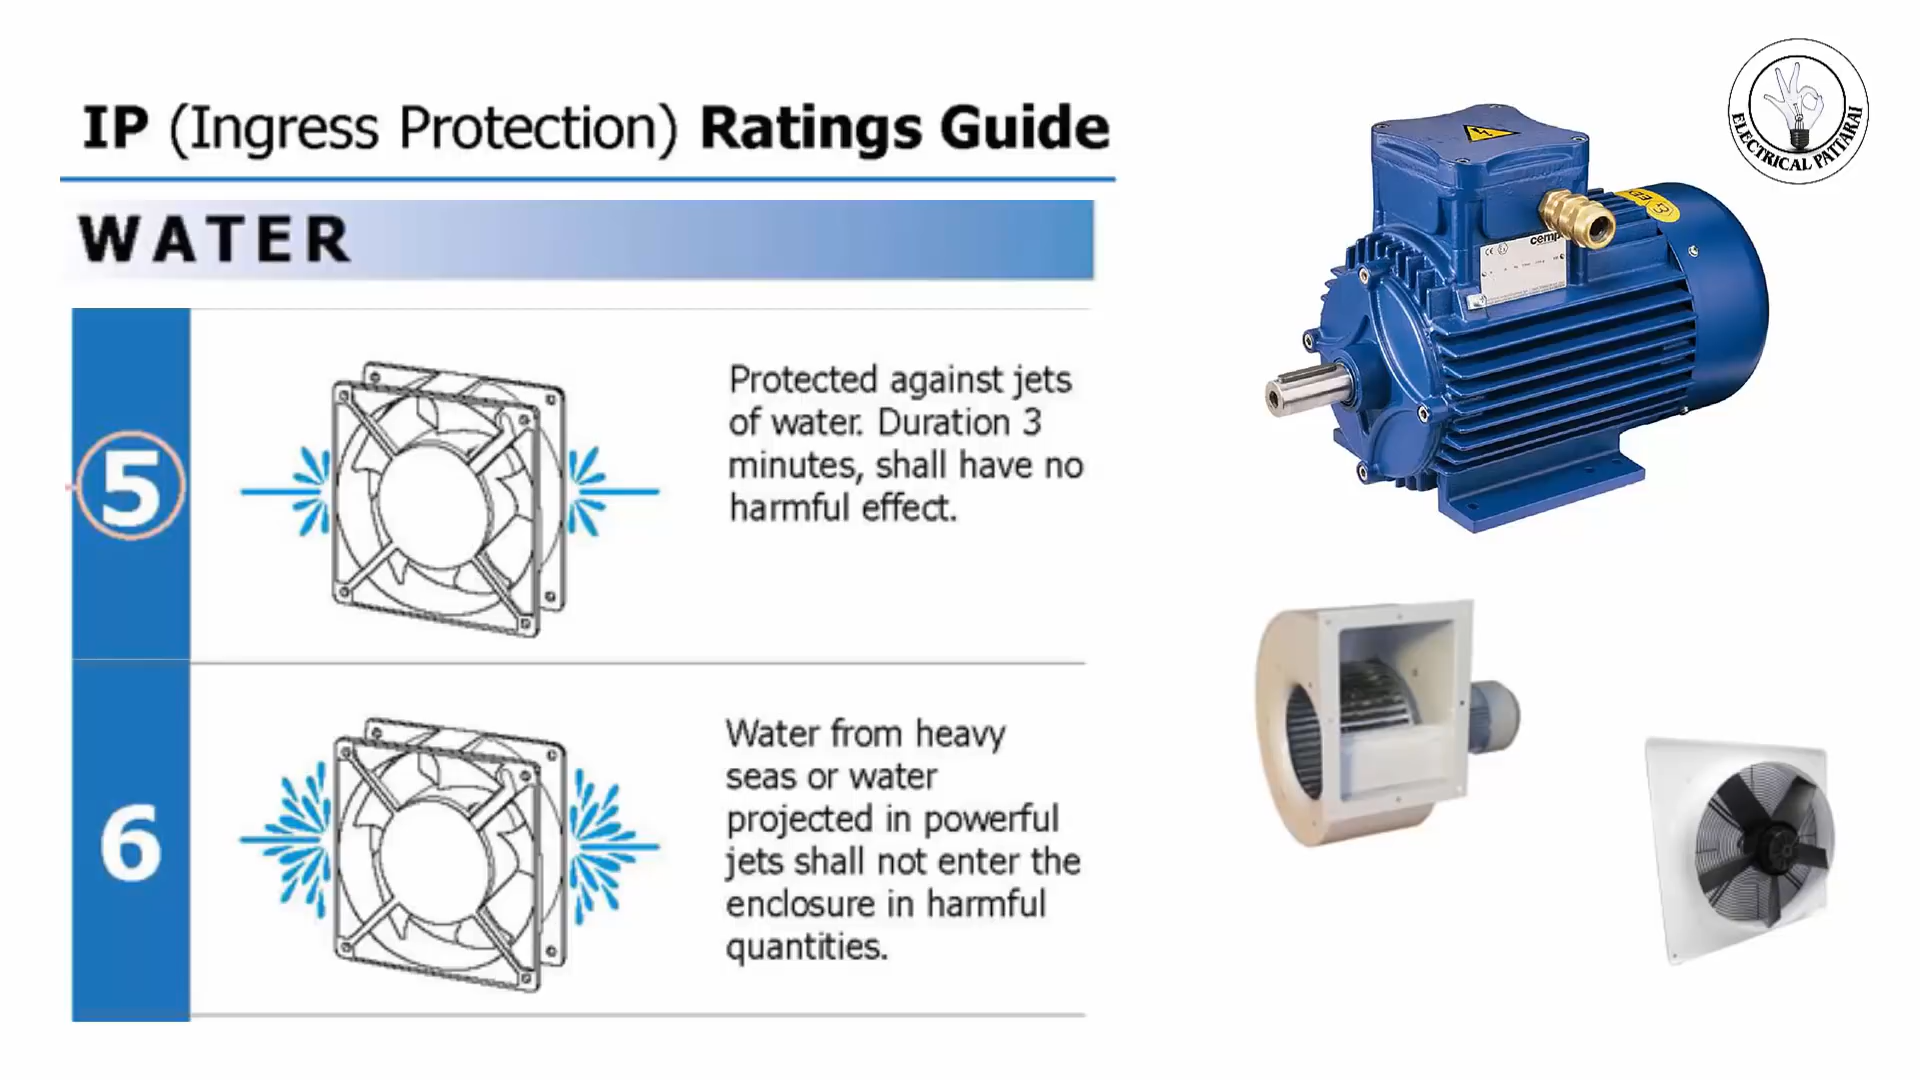 IP (Ingress Protection) Ratings Guide
WATER
5
Protected against jets
of water. Duration 3
minutes, shall have no
harmful effect.
6
Water from heavy
seas or water
projected in powerful
jets shall not enter the
enclosure in harmful
quantities.
ELECTRICAL PATTARAI
cemp
CE